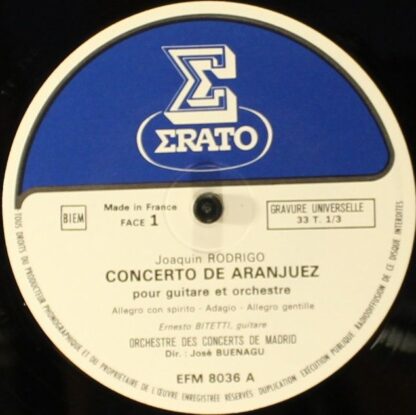 Σ
ΣRATO
BIEM
Made in France
FACE 1
GRAVURE UNIVERSELLE
33 T. 1/3
Joaquin RODRIGO
CONCERTO DE ARANJUEZ
pour guitare et orchestre
Allegro con spirito - Adagio - Allegro gentille
Ernesto BITETTI, guitare
ORCHESTRE DES CONCERTS DE MADRID
Dir. : José BUENAGU
EFM 8036 A
TOUS DROITS DU PRODUCTEUR PHONOGRAPHIQUE ET DU PROPRIETAIRE DE L'ŒUVRE ENREGISTREE RESERVES. DUPLICATION. EXECUTION PUBLIQUE RADIODIFFUSION DE CE DISQUE INTERDITES.